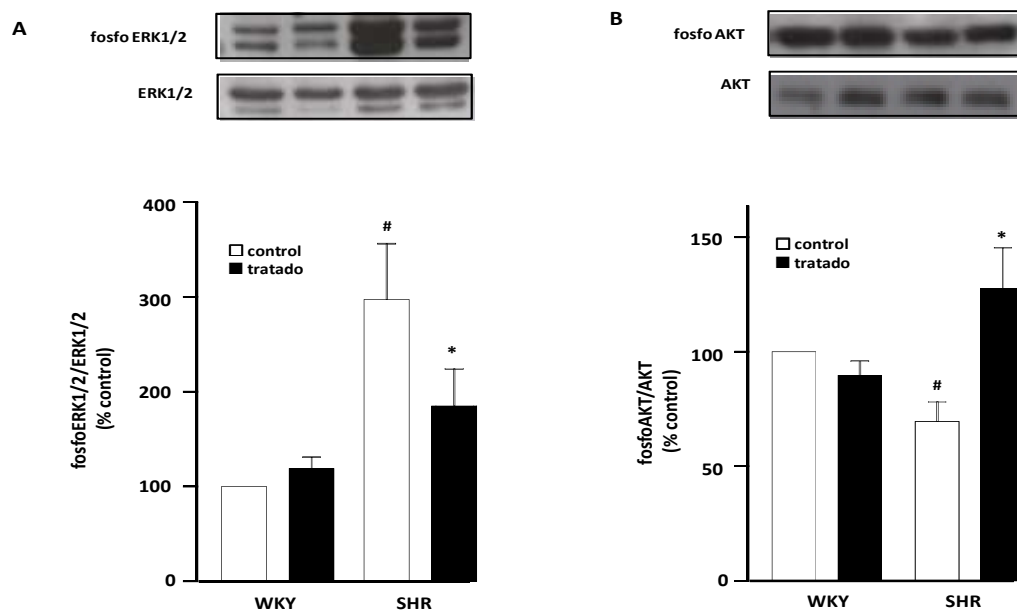 A
fosfo ERK1/2
ERK1/2
400
300
200
100
0
fosfoERK1/2/ERK1/2
(% control)
control
tratado
#
*
WKY
SHR
B
fosfo AKT
AKT
150
100
50
0
fosfoAKT/AKT
(% control)
control
tratado
#
*
WKY
SHR